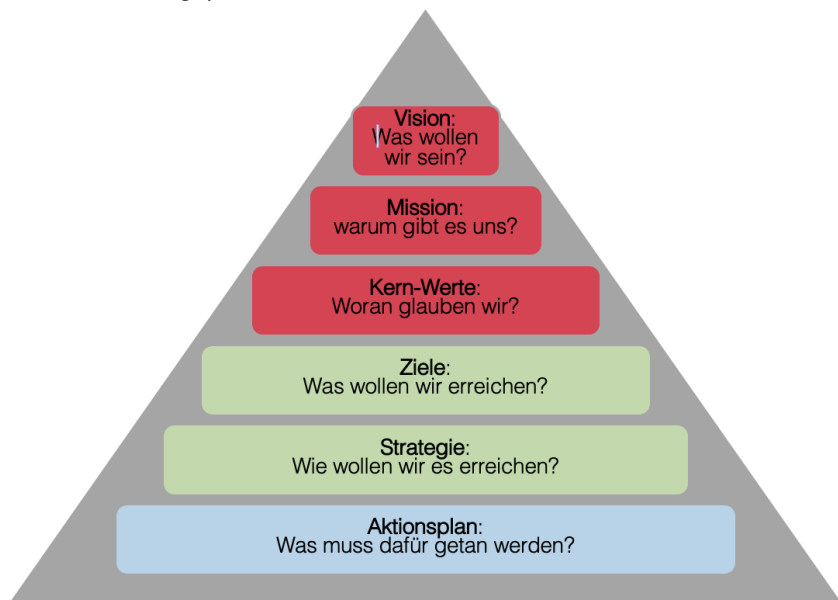 Vision:
Was wollen
wir sein?
Mission:
warum gibt es uns?
Kern-Werte:
Woran glauben wir?
Ziele:
Was wollen wir erreichen?
Strategie:
Wie wollen wir es erreichen?
Aktionsplan:
Was muss dafür getan werden?